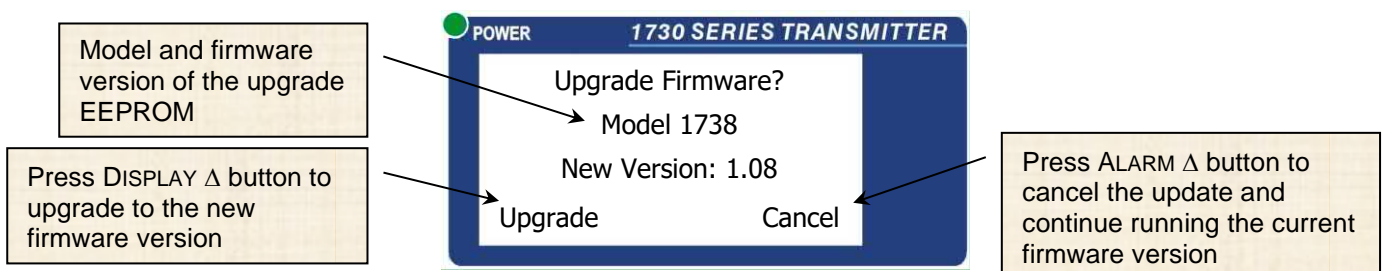 Model and firmware
version of the upgrade
EEPROM
Press DISPLAY Δ button to
upgrade to the new
firmware version
POWER
1730 SERIES TRANSMITTER
Upgrade Firmware?
Model 1738
New Version: 1.08
Upgrade
Cancel
Press ALARM Δ button to
cancel the update and
continue running the current
firmware version